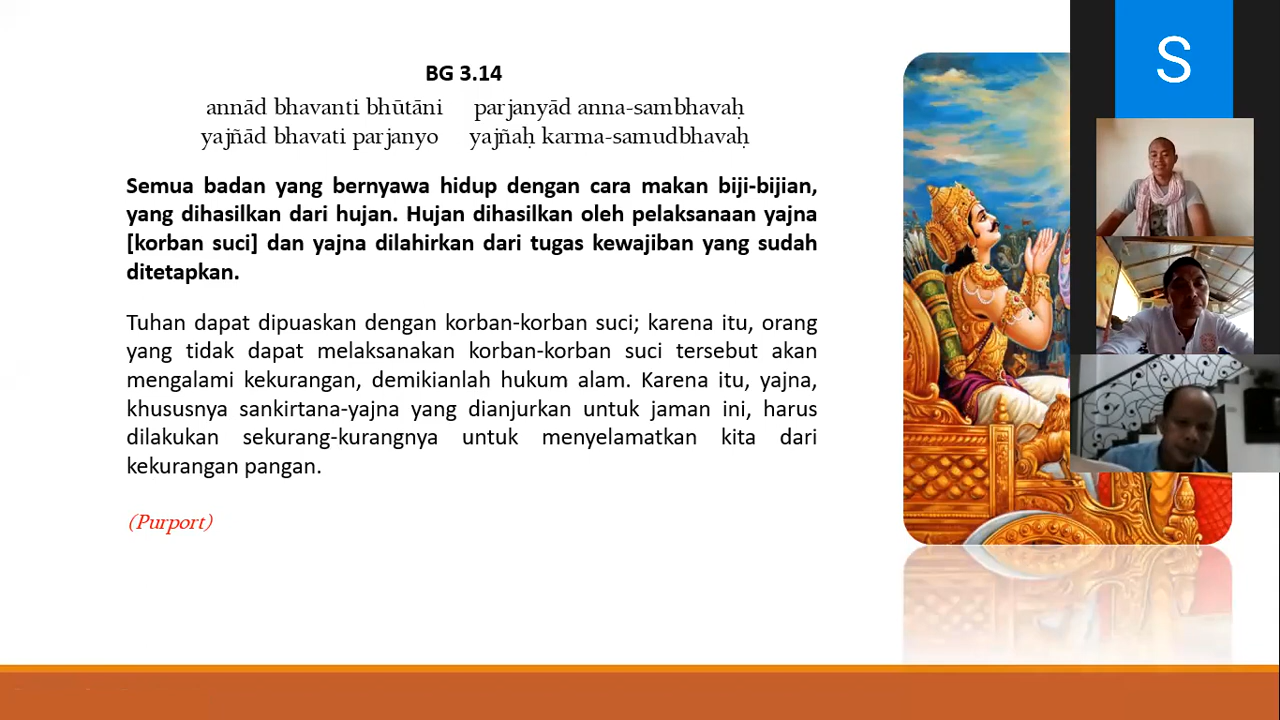 BG 3.14
annād bhavanti bhūtāni parjanyād anna-sambhavaḥ
yajñād bhavati parjanyo yajñaḥ karma-samudbhavaḥ
Semua badan yang bernyawa hidup dengan cara makan biji-bijian,
yang dihasilkan dari hujan. Hujan dihasilkan oleh pelaksanaan yajna
[korban suci] dan yajna dilahirkan dari tugas kewajiban yang sudah
ditetapkan.
Tuhan dapat dipuaskan dengan korban-korban suci; karena itu, orang
yang tidak dapat melaksanakan korban-korban suci tersebut akan
mengalami kekurangan, demikianlah hukum alam. Karena itu, yajna,
khususnya sankirtana-yajna yang dianjurkan untuk jaman ini, harus
dilakukan sekurang-kurangnya untuk menyelamatkan kita dari
kekurangan pangan.
(Purport)
S